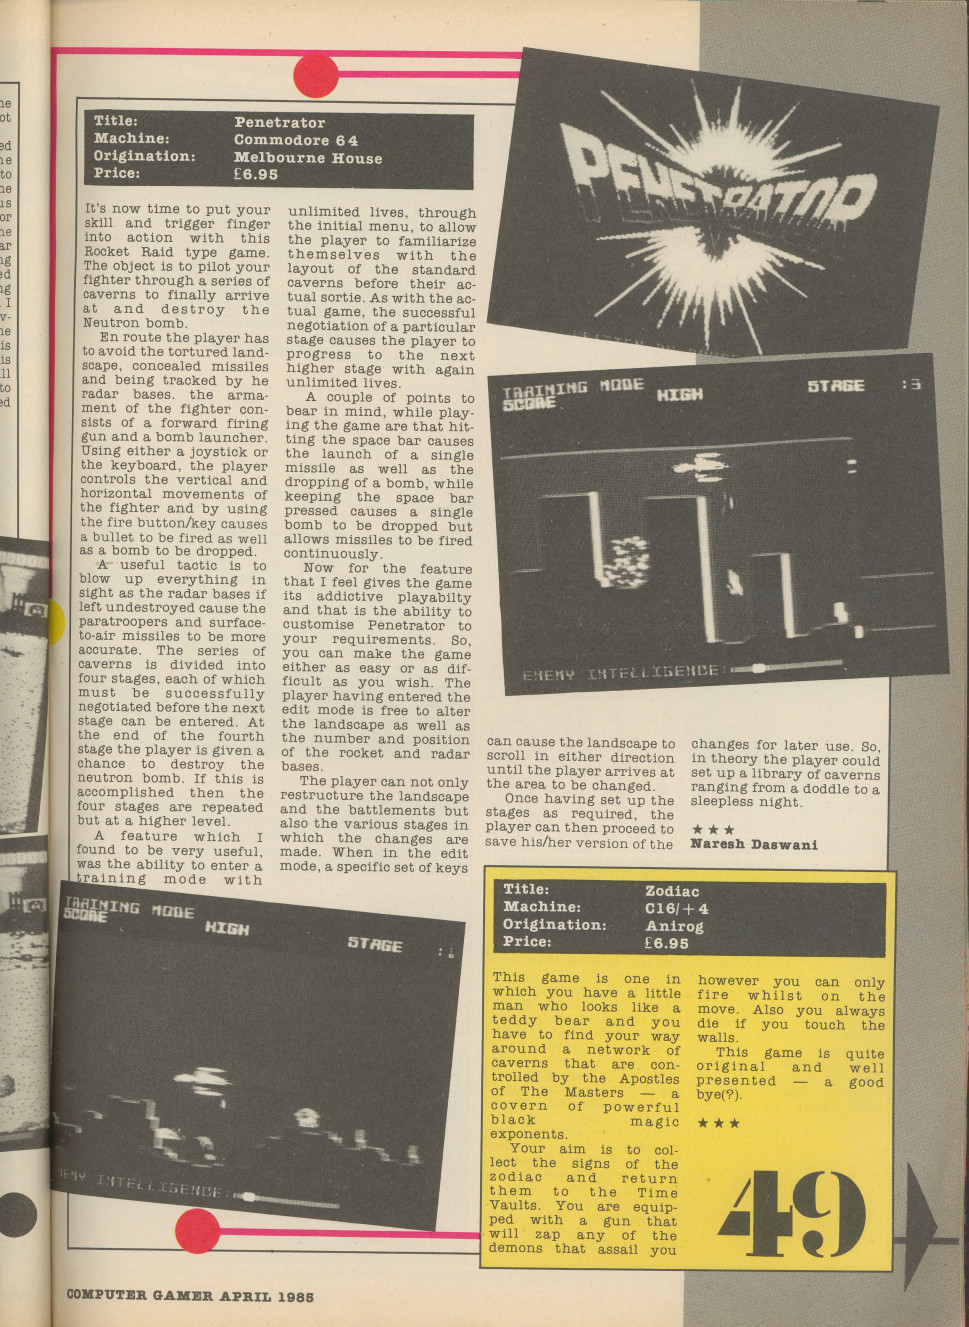 Title: Penetrator
Machine: Commodore 64
Origination: Melbourne House
Price: £6.95
It's now time to put your
skill and trigger finger
into action with this
Rocket Raid type game.
The object is to pilot your
fighter through a series of
caverns to finally arrive
at and destroy the
Neutron bomb.
En route the player has
to avoid the tortured land-
scape, concealed missiles
and being tracked by he
radar bases. the arma-
ment of the fighter con-
sists of a forward firing
gun and a bomb launcher.
Using either a joystick or
the keyboard, the player
controls the vertical and
horizontal movements of
the fighter and by using
the fire button/key causes
a bullet to be fired as well
as a bomb to be dropped.
A useful tactic is to
blow up everything in
sight as the radar bases if
left undestroyed cause the
paratroopers and surface-
to-air missiles to be more
accurate. The series of
caverns is divided into
four stages, each of which
must be successfully
negotiated before the next
stage can be entered. At
the end of the fourth
stage the player is given a
chance to destroy the
neutron bomb. If this is
accomplished then the
four stages are repeated
but at a higher level.
A feature which I
found to be very useful,
was the ability to enter a
training mode with
unlimited lives, through
the initial menu, to allow
the player to familiarize
themselves with the
layout of the standard
caverns before their ac-
tual sortie. As with the ac-
tual game, the successful
negotiation of a particular
stage causes the player to
progress to the next
higher stage with again
unlimited lives.
A couple of points to
bear in mind, while play-
ing the game are that hit-
ting the space bar causes
the launch of a single
missile as well as the
dropping of a bomb, while
keeping the space bar
pressed causes a single
bomb to be dropped but
allows missiles to be fired
continuously.
Now for the feature
that I feel gives the game
its addictive playabilty
and that is the ability to
customise Penetrator to
your requirements. So,
you can make the game
either as easy or as dif-
ficult as you wish. The
player having entered the
edit mode is free to alter
the landscape as well as
the number and position
of the rocket and radar
bases.
The player can not only
restructure the landscape
and the battlements but
also the various stages in
which the changes are
made. When in the edit
mode, a specific set of keys
can cause the landscape to
scroll in either direction
until the player arrives at
the area to be changed.
Once having set up the
stages as required, the
player can then proceed to
save his/her version of the
changes for later use. So,
in theory the player could
set up a library of caverns
ranging from a doddle to a
sleepless night.
★★★
Naresh Daswani
PENETRATOR
TRAINING MODE STAGE :3
SCORE HIGH
ENEMY INTELLIGENCE:
TRAINING MODE
SCORE HIGH STAGE :1
ENEMY INTELLIGENCE:
Title: Zodiac
Machine: C16/+4
Origination: Anirog
Price: £6.95
This game is one in
which you have a little
man who looks like a
teddy bear and you
have to find your way
around a network of
caverns that are con-
trolled by the Apostles
of The Masters — a
covern of powerful
black magic
exponents.
Your aim is to col-
lect the signs of the
zodiac and return
them to the Time
Vaults. You are equip-
ped with a gun that
will zap any of the
demons that assail you
however you can only
fire whilst on the
move. Also you always
die if you touch the
walls.
This game is quite
original and well
presented — a good
bye(?).
★★★
49
COMPUTER GAMER APRIL 1985